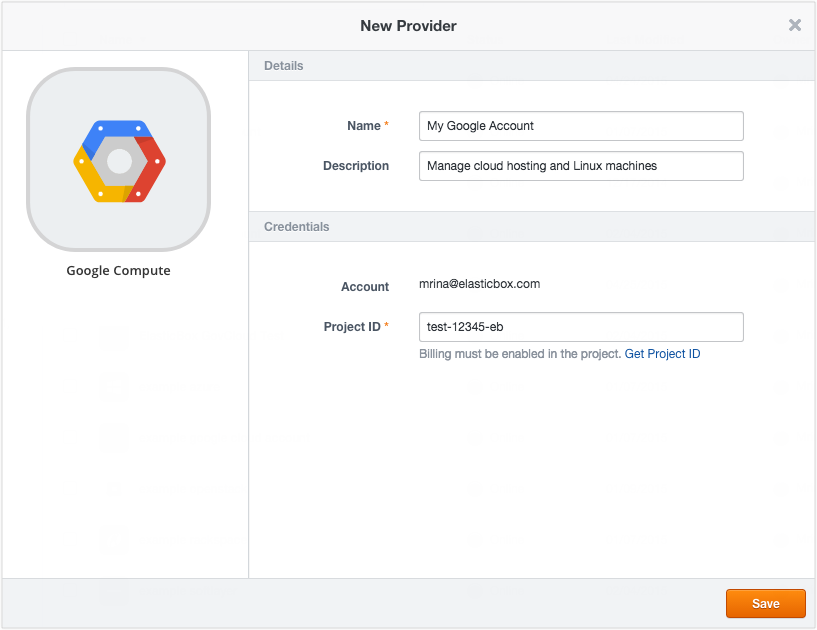 New Provider
Google Compute
Details
Name *
My Google Account
Description
Manage cloud hosting and Linux machines
Credentials
Account
mrina@elasticbox.com
Project ID *
test-12345-eb
Billing must be enabled in the project. Get Project ID
Save